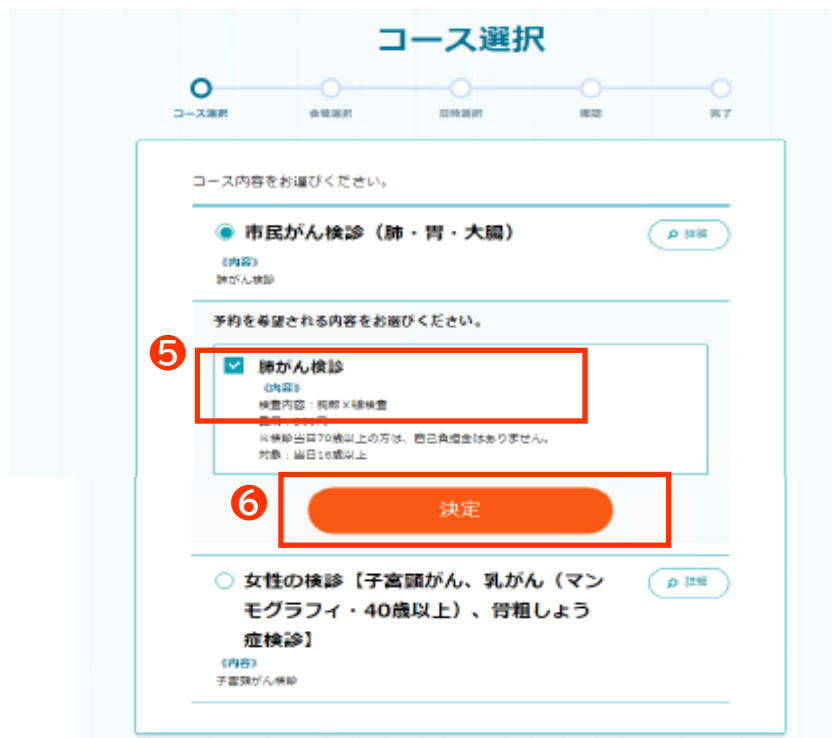 コース選択
コース選択 会場選択 日時選択 確認 完了
コース内容をお選びください。
市民がん検診（肺・胃・大腸）
詳細
《内容》
肺がん検診
予約を希望される内容をお選びください。
❺
肺がん検診
《内容》
検査内容：胸部X線検査
※検診当日70歳以上の方は、自己負担金はありません。
対象：当日16歳以上
❻
決定
女性の検診【子宮頸がん、乳がん（マン
詳細
モグラフィ・40歳以上）、骨粗しょう
症検診】
《内容》
子宮頸がん検診